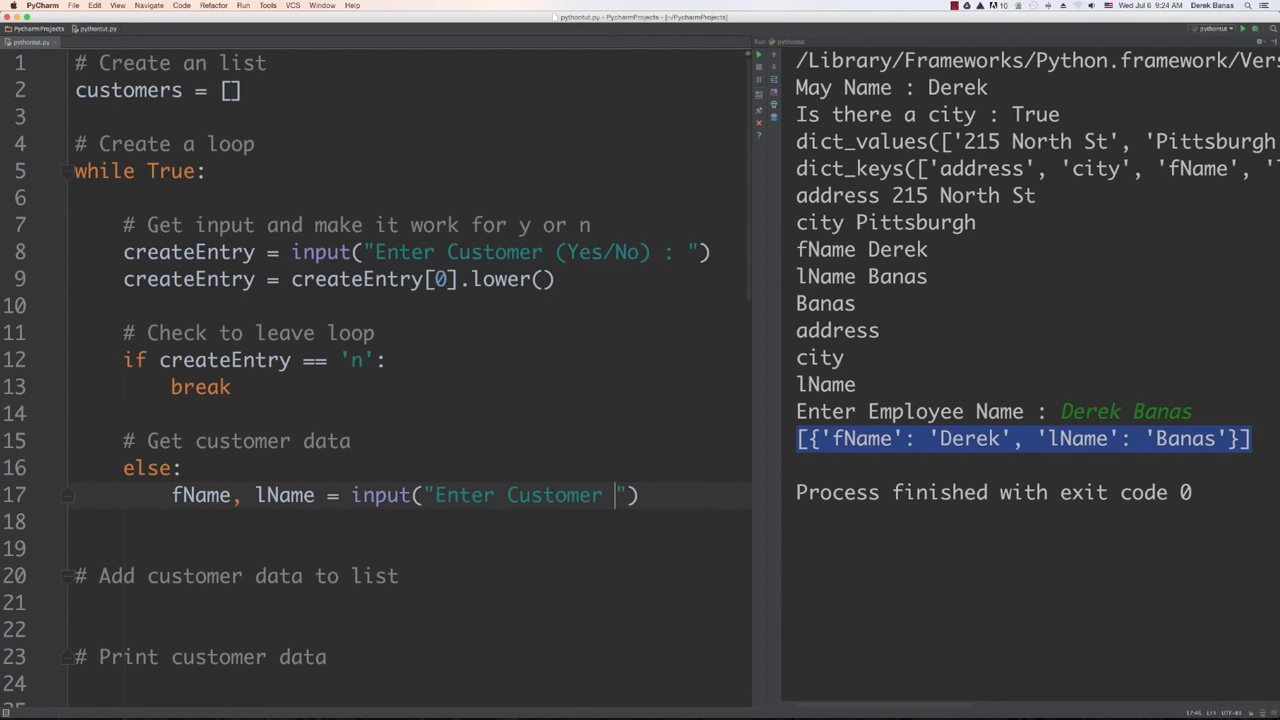 PyCharm File Edit View Navigate Code Refactor Run Tools VCS Window Help Wed Jul 6 9:24 AM Derek Banas
pythontut.py - PycharmProjects - [~/PycharmProjects]
PycharmProjects pythontut.py pythontut
pythontut.py
Run pythontut
1 # Create an list
2 customers = []
3
4 # Create a loop
5 while True:
6
7 # Get input and make it work for y or n
8 createEntry = input("Enter Customer (Yes/No) : ")
9 createEntry = createEntry[0].lower()
10
11 # Check to leave loop
12 if createEntry == 'n':
13 break
14
15 # Get customer data
16 else:
17 fName, lName = input("Enter Customer ")
18
19
20 # Add customer data to list
21
22
23 # Print customer data
24
/Library/Frameworks/Python.framework/Vers
May Name : Derek
Is there a city : True
dict_values(['215 North St', 'Pittsburgh
dict_keys(['address', 'city', 'fName', 'l
address 215 North St
city Pittsburgh
fName Derek
lName Banas
Banas
address
city
lName
Enter Employee Name : Derek Banas
[{'fName': 'Derek', 'lName': 'Banas'}]
Process finished with exit code 0
17:46 LF≑ UTF-8≑